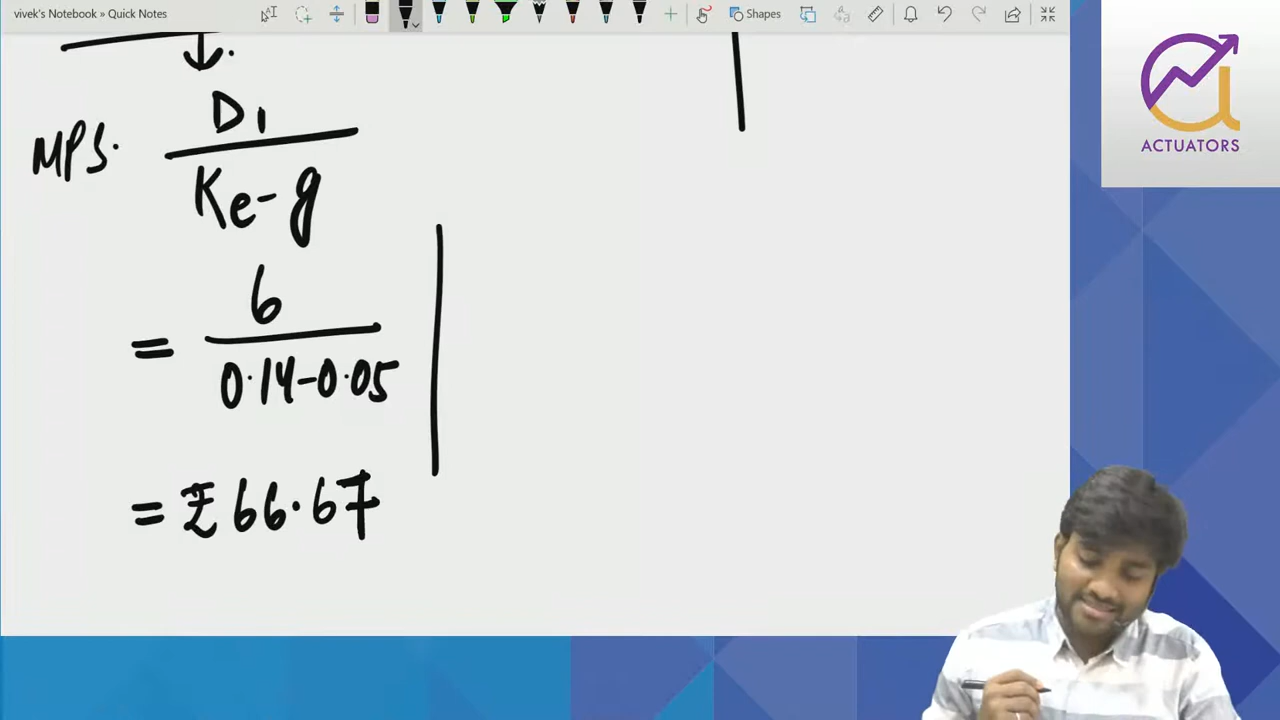 vivek's Notebook » Quick Notes
Shapes
ACTUATORS
MPS. D1
Ke-g
= 6
0.14-0.05
= ₹66.67